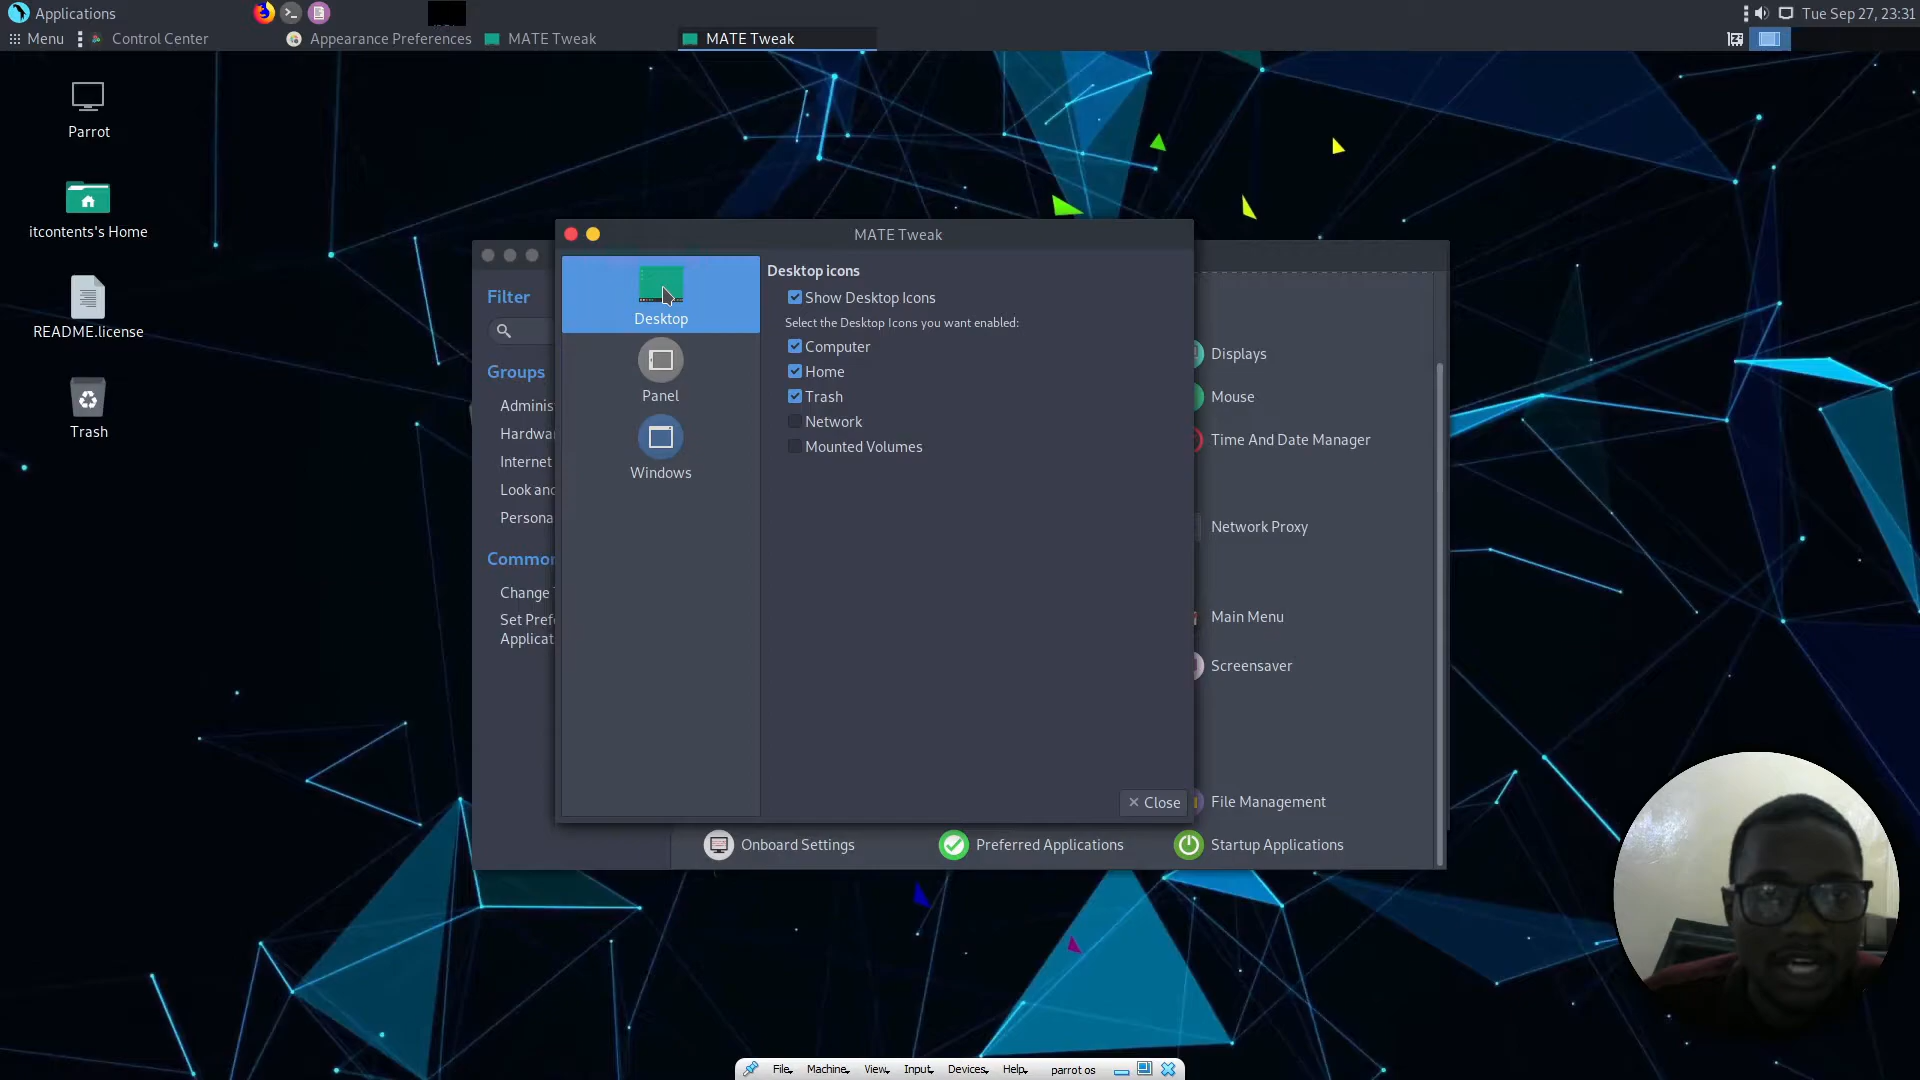 Applications
Tue Sep 27, 23:31
Menu
Control Center
Appearance Preferences
MATE Tweak
MATE Tweak
Parrot
itcontents's Home
README.license
Trash
Filter
Groups
Adminis
Hardwa
Internet
Look and
Persona
Common
Change
Set Pref
Applicat
MATE Tweak
Desktop
Panel
Windows
Desktop icons
Show Desktop Icons
Select the Desktop Icons you want enabled:
Computer
Home
Trash
Network
Mounted Volumes
Close
Displays
Mouse
Time And Date Manager
Network Proxy
Main Menu
Screensaver
File Management
Onboard Settings
Preferred Applications
Startup Applications
File
Machine
View
Input
Devices
Help
parrot os